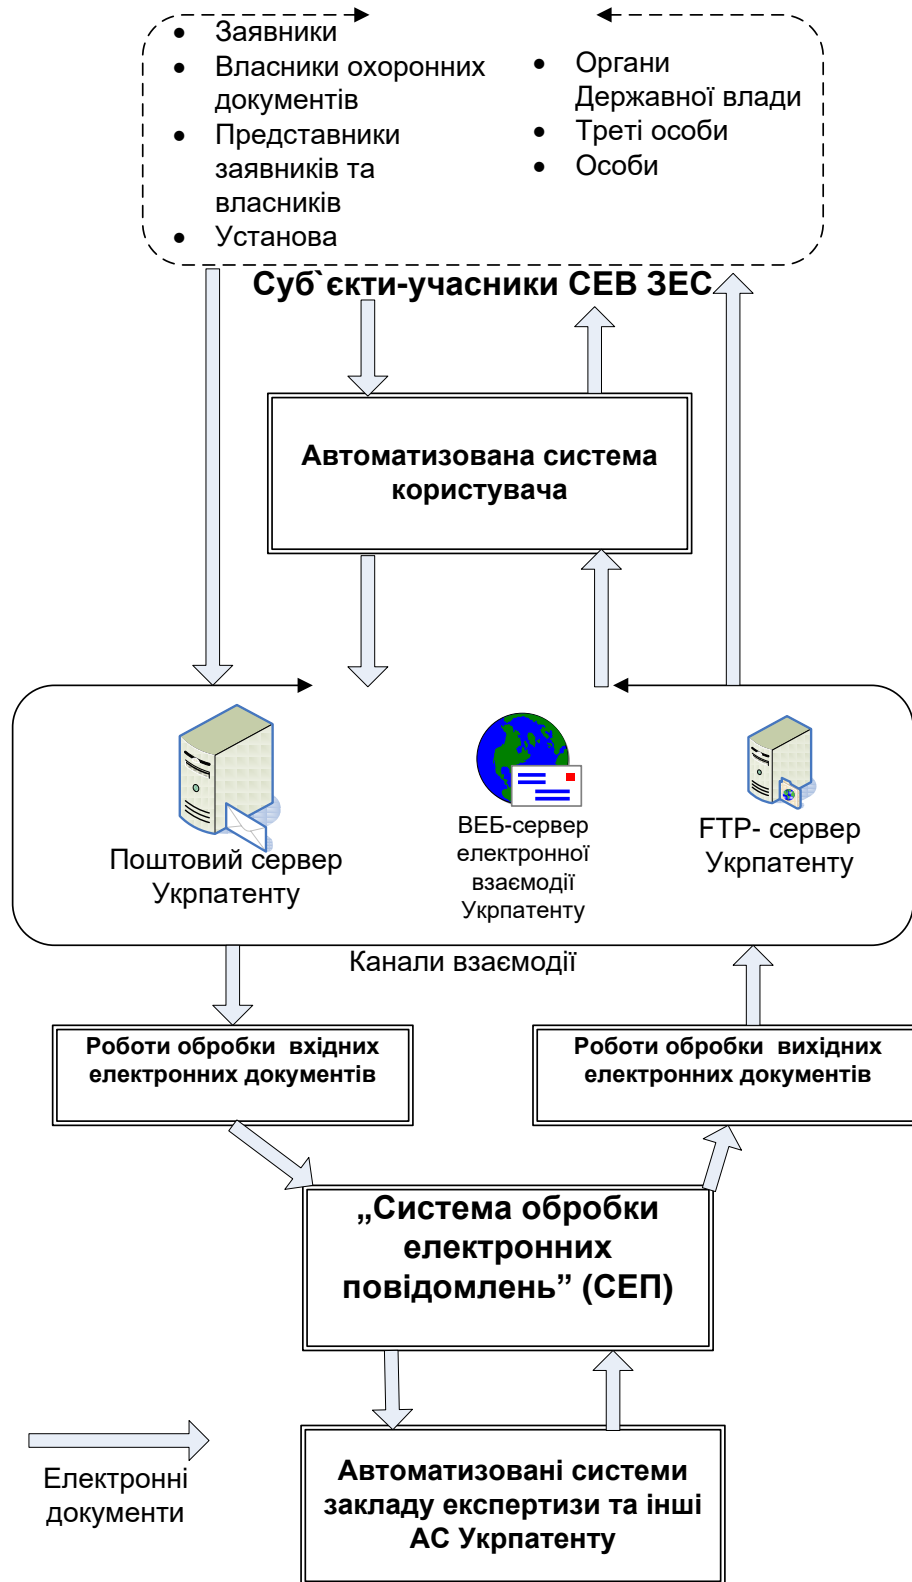 Заявники
Власники охоронних
документів
Представники
заявників та
власників
Установа
Органи
Державної влади
Треті особи
Особи
Суб`єкти-учасники СЕВ ЗЕС
Автоматизована система
користувача
Поштовий сервер
Укрпатенту
ВЕБ-сервер
електронної
взаємодії
Укрпатенту
FTP- сервер
Укрпатенту
Канали взаємодії
Роботи обробки вхідних
електронних документів
Роботи обробки вихідних
електронних документів
„Система обробки
електронних
повідомлень” (СЕП)
Електронні
документи
Автоматизовані системи
закладу експертизи та інші
АС Укрпатенту